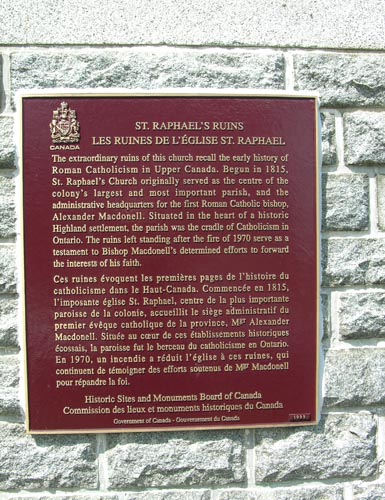 CANADA
ST. RAPHAEL'S RUINS
LES RUINES DE L'ÉGLISE ST. RAPHAEL
The extraordinary ruins of this church recall the early history of
Roman Catholicism in Upper Canada. Begun in 1815,
St. Raphael's Church originally served as the centre of the
colony's largest and most important parish, and the
administrative headquarters for the first Roman Catholic bishop,
Alexander Macdonell. Situated in the heart of a historic
Highland settlement, the parish was the cradle of Catholicism in
Ontario. The ruins left standing after the fire of 1970 serve as a
testament to Bishop Macdonell's determined efforts to forward
the interests of his faith.
Ces ruines évoquent les premières pages de l'histoire du
catholicisme dans le Haut-Canada. Commencée en 1815,
l'imposante église St. Raphael, centre de la plus importante
paroisse de la colonie, accueillit le siège administratif du
premier évêque catholique de la province, Mgr Alexander
Macdonell. Située au cœur de ces établissements historiques
écossais, la paroisse fut le berceau du catholicisme en Ontario.
En 1970, un incendie a réduit l'église à ces ruines, qui
continuent de témoigner des efforts soutenus de Mgr Macdonell
pour répandre la foi.
Historic Sites and Monuments Board of Canada
Commission des lieux et monuments historiques du Canada
Government of Canada - Gouvernement du Canada